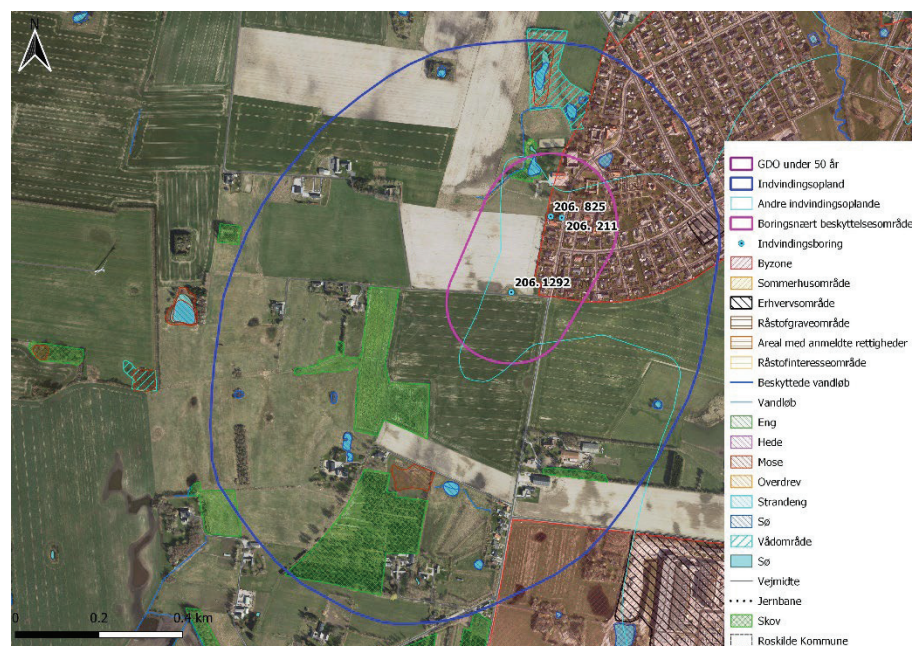 N
206. 825
206. 211
206. 1292
0
0.2
0.4 km
GDO under 50 år
Indvindingsopland
Andre indvindingsoplande
Boringsnært beskyttelsesområde
Indvindingsboring
Byzone
Sommerhusområde
Erhvervsområde
Råstofgraveområde
Areal med anmeldte rettigheder
Råstofinteresseområde
Beskyttede vandløb
Vandløb
Eng
Hede
Mose
Overdrev
Strandeng
Sø
Vådområde
Sø
Vejmidte
Jernbane
Skov
Roskilde Kommune